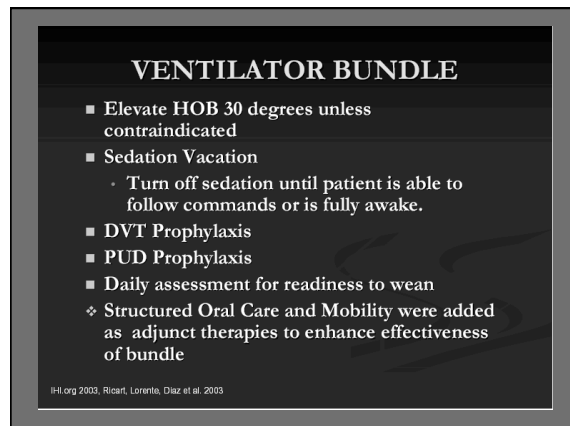 VENTILATOR BUNDLE
■ Elevate HOB 30 degrees unless
contraindicated
■ Sedation Vacation
• Turn off sedation until patient is able to
follow commands or is fully awake.
■ DVT Prophylaxis
■ PUD Prophylaxis
■ Daily assessment for readiness to wean
❖ Structured Oral Care and Mobility were added
as adjunct therapies to enhance effectiveness
of bundle
IHI.org 2003, Ricart, Lorente, Diaz et al. 2003